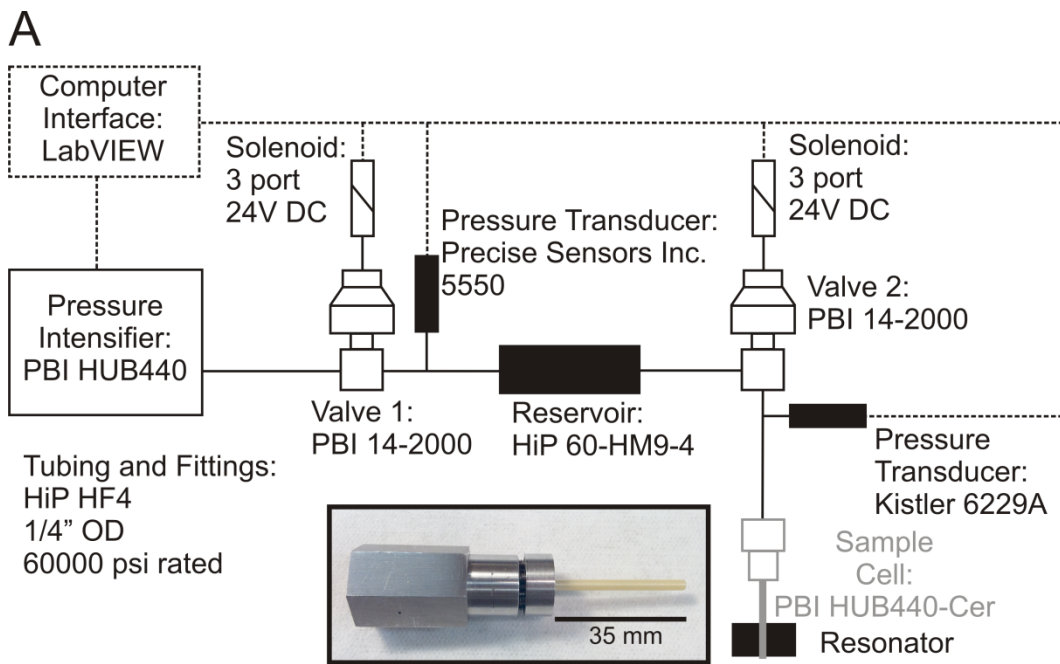 A
Computer
Interface:
LabVIEW
Solenoid:
3 port
24V DC
Pressure Transducer:
Precise Sensors Inc.
5550
Solenoid:
3 port
24V DC
Pressure
Intensifier:
PBI HUB440
Valve 2:
PBI 14-2000
Valve 1:
PBI 14-2000
Reservoir:
HiP 60-HM9-4
Pressure
Transducer:
Kistler 6229A
Tubing and Fittings:
HiP HF4
1/4” OD
60000 psi rated
35 mm
Sample
Cell:
PBI HUB440-Cer
Resonator